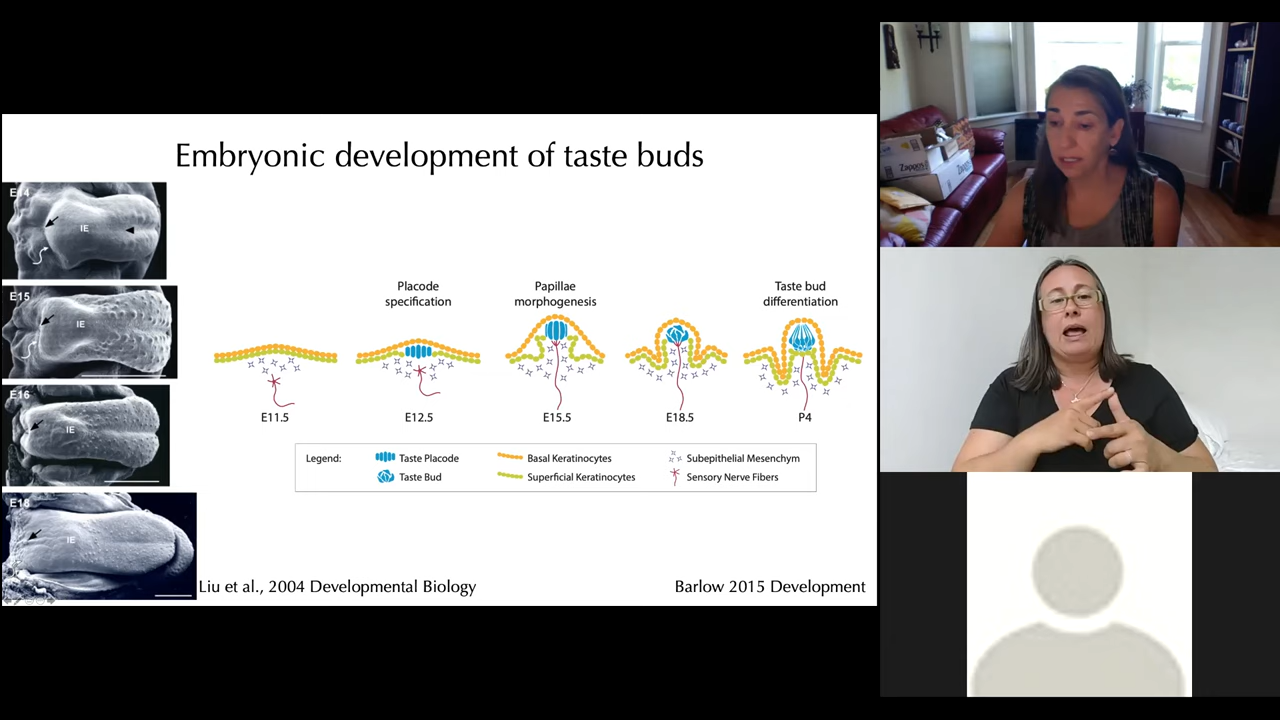 Embryonic development of taste buds
E14
IE
E15
IE
E16
IE
E18
IE
Placode
specification
Papillae
morphogenesis
Taste bud
differentiation
E11.5
E12.5
E15.5
E18.5
P4
Legend:
Taste Placode
Basal Keratinocytes
Subepithelial Mesenchym
Taste Bud
Superficial Keratinocytes
Sensory Nerve Fibers
Liu et al., 2004 Developmental Biology
Barlow 2015 Development
Zappos